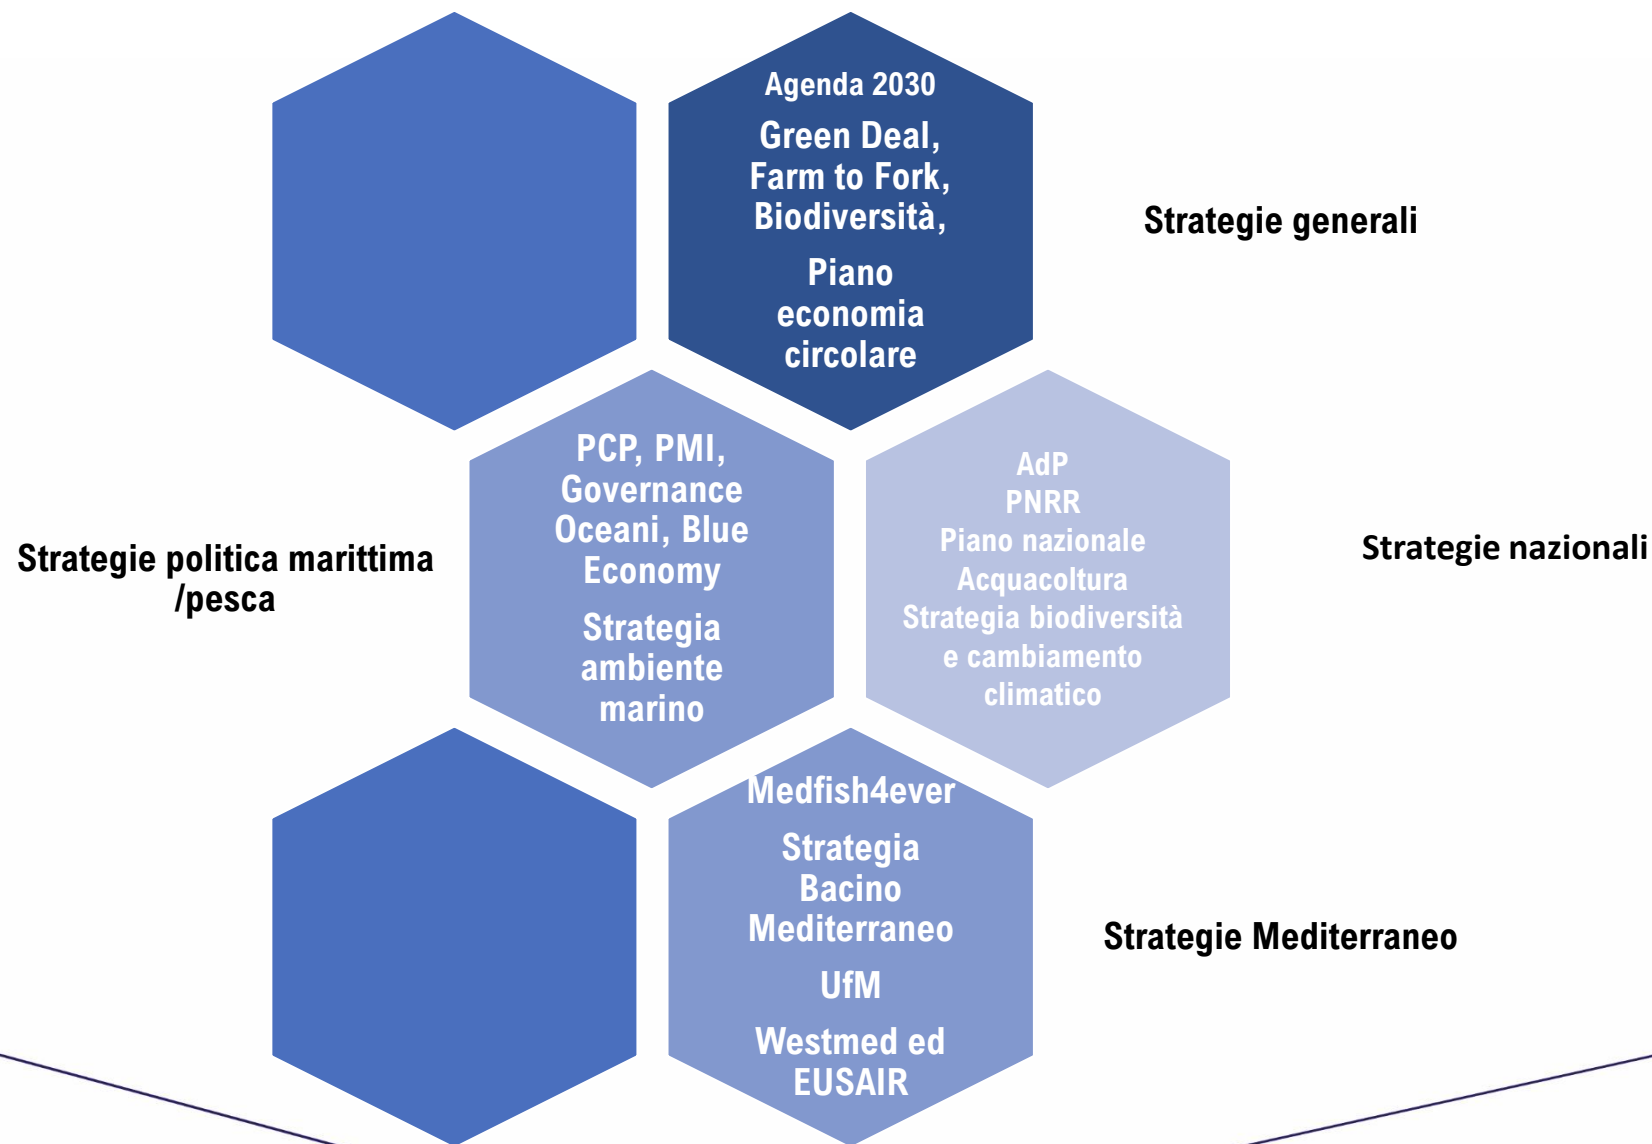 Agenda 2030
Green Deal,
Farm to Fork,
Biodiversità,
Piano
economia
circolare
Strategie generali
Strategie politica marittima
/pesca
PCP, PMI,
Governance
Oceani, Blue
Economy
Strategia
ambiente
marino
AdP
PNRR
Piano nazionale
Acquacoltura
Strategia biodiversità
e cambiamento
climatico
Strategie nazionali
Medfish4ever
Strategia
Bacino
Mediterraneo
UfM
Westmed ed
EUSAIR
Strategie Mediterraneo